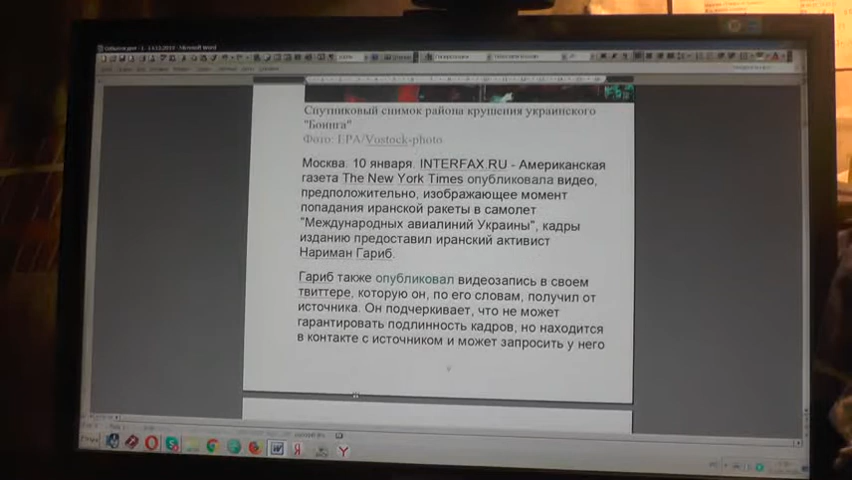 Спутниковый снимок района крушения украинского
"Боинга"
Фото: EPA/Vostock-photo
Москва. 10 января. INTERFAX.RU - Американская
газета The New York Times опубликовала видео,
предположительно, изображающее момент
попадания иранской ракеты в самолет
"Международных авиалиний Украины", кадры
изданию предоставил иранский активист
Нариман Гариб.
Гариб также опубликовал видеозапись в своем
твиттере, которую он, по его словам, получил от
источника. Он подчеркивает, что не может
гарантировать подлинность кадров, но находится
в контакте с источником и может запросить у него